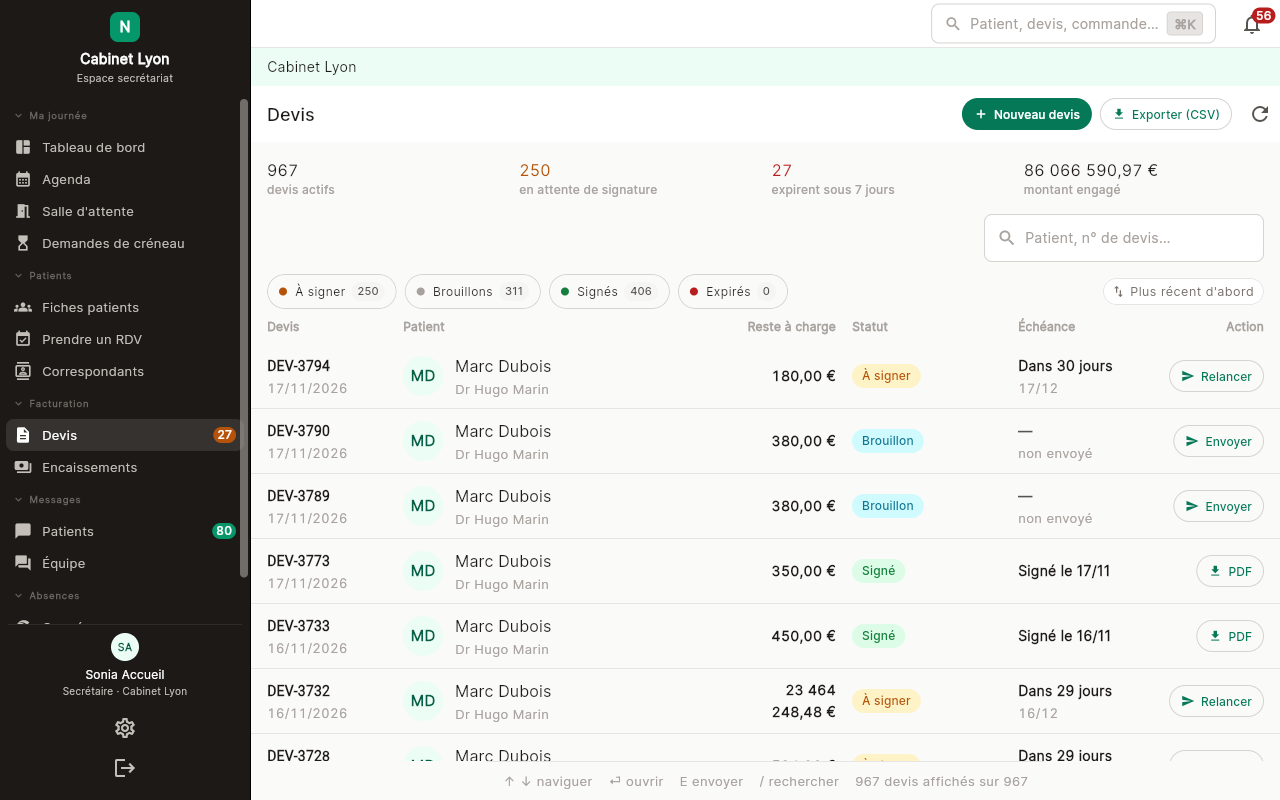 N
Cabinet Lyon
Espace secrétariat
Ma journée
Tableau de bord
Agenda
Salle d'attente
Demandes de créneau
Patients
Fiches patients
Prendre un RDV
Correspondants
Facturation
Devis 27
Encaissements
Messages
Patients 80
Équipe
Absences
SA
Sonia Accueil
Secrétaire · Cabinet Lyon
Patient, devis, commande... ⌘K
56
Cabinet Lyon
Devis
+ Nouveau devis
Exporter (CSV)
967
devis actifs
250
en attente de signature
27
expirent sous 7 jours
86 066 590,97 €
montant engagé
Patient, n° de devis...
À signer 250
Brouillons 311
Signés 406
Expirés 0
Plus récent d'abord
Devis Patient Reste à charge Statut Échéance Action
DEV-3794 MD Marc Dubois 180,00 € À signer Dans 30 jours Relancer
17/11/2026 Dr Hugo Marin 17/12
DEV-3790 MD Marc Dubois 380,00 € Brouillon — Envoyer
17/11/2026 Dr Hugo Marin non envoyé
DEV-3789 MD Marc Dubois 380,00 € Brouillon — Envoyer
17/11/2026 Dr Hugo Marin non envoyé
DEV-3773 MD Marc Dubois 350,00 € Signé Signé le 17/11 PDF
17/11/2026 Dr Hugo Marin
DEV-3733 MD Marc Dubois 450,00 € Signé Signé le 16/11 PDF
16/11/2026 Dr Hugo Marin
DEV-3732 MD Marc Dubois 23 464 À signer Dans 29 jours Relancer
16/11/2026 Dr Hugo Marin 248,48 € 16/12
DEV-3728 Marc Dubois Dans 29 jours
↑ ↓ naviguer ⏎ ouvrir E envoyer / rechercher 967 devis affichés sur 967